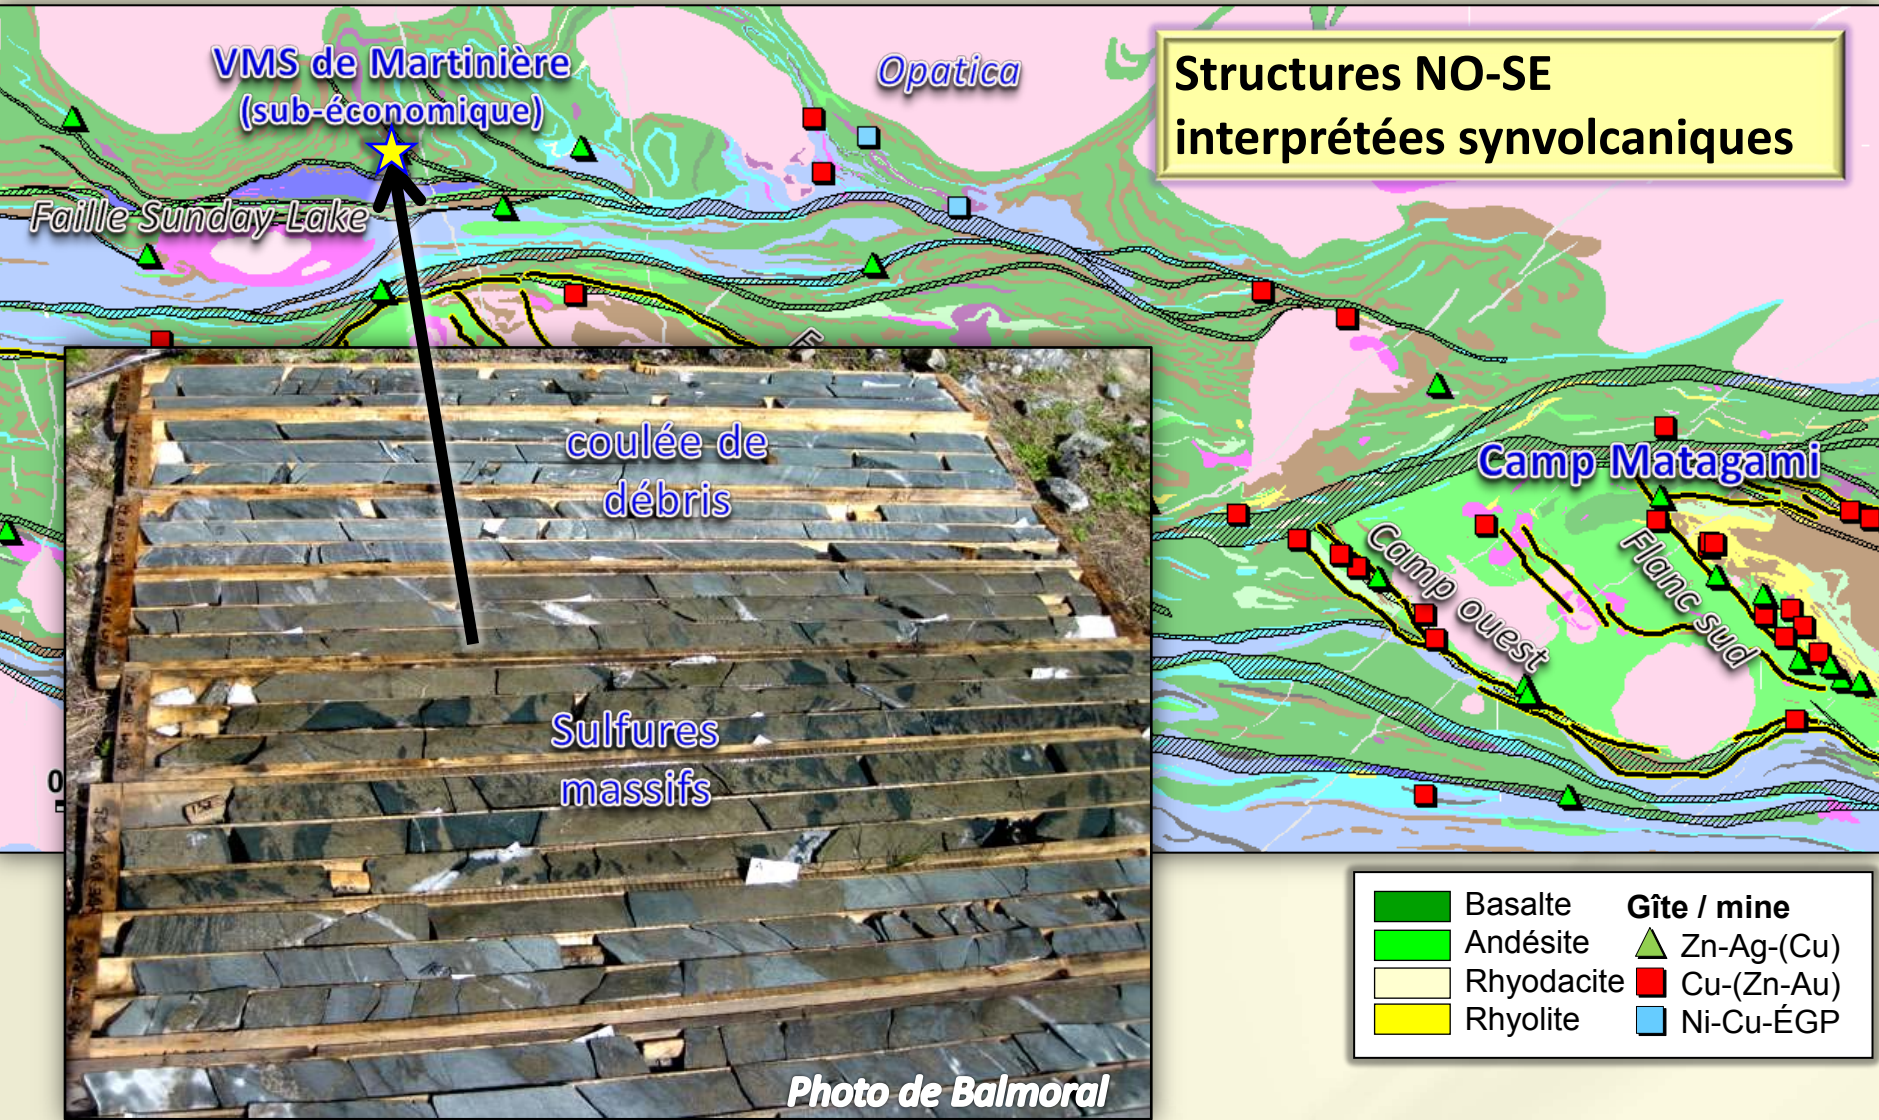 VMS de Martinière
(sub-économique)
Opatica
Structures NO-SE
interprétées synvolcaniques
Faille Sunday Lake
coulée de
débris
Camp Matagami
Camp ouest
Flanc sud
Sulfures
massifs
0
Photo de Balmoral
Basalte
Andésite
Rhyodacite
Rhyolite
Gîte / mine
Zn-Ag-(Cu)
Cu-(Zn-Au)
Ni-Cu-ÉGP